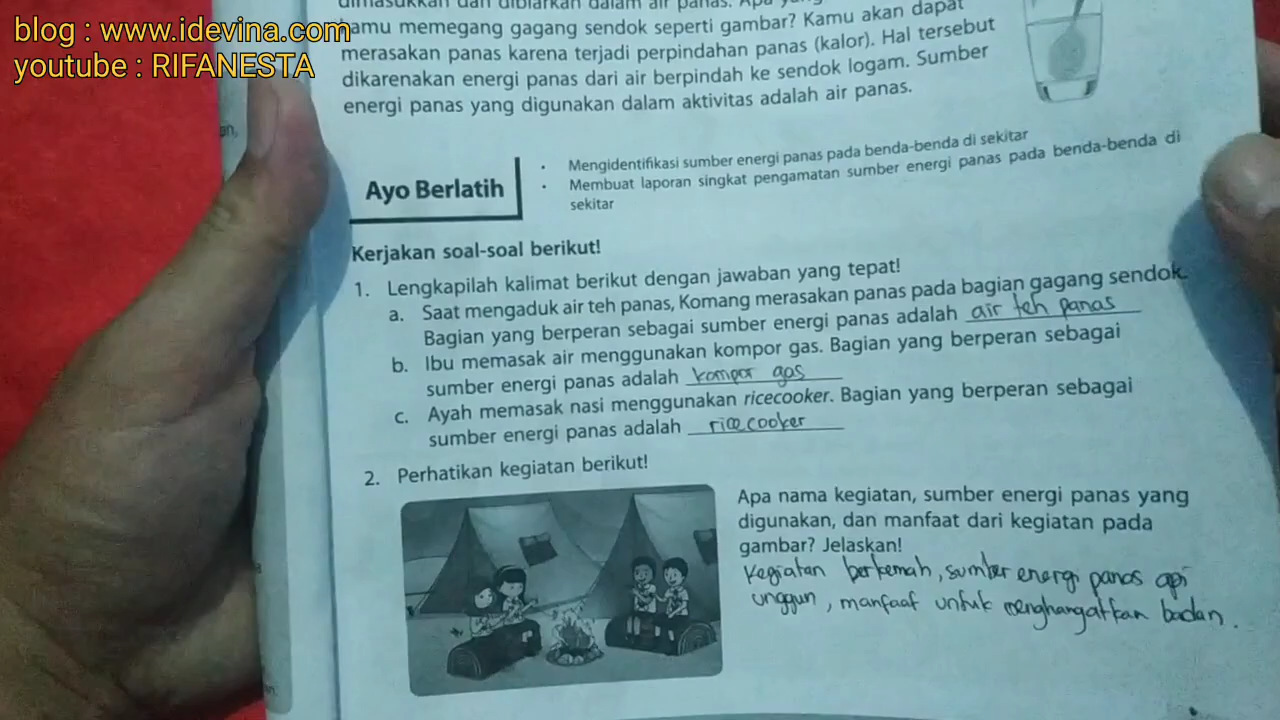 blog : www.idevina.com
youtube : RIFANESTA
dimasukkan dan dibiarkan dalam air panas. Apa
kamu memegang gagang sendok seperti gambar? Kamu akan dapat
merasakan panas karena terjadi perpindahan panas (kalor). Hal tersebut
dikarenakan energi panas dari air berpindah ke sendok logam. Sumber
energi panas yang digunakan dalam aktivitas adalah air panas.
an,
Ayo Berlatih
• Mengidentifikasi sumber energi panas pada benda-benda di sekitar
• Membuat laporan singkat pengamatan sumber energi panas pada benda-benda di
sekitar
Kerjakan soal-soal berikut!
1. Lengkapilah kalimat berikut dengan jawaban yang tepat!
a. Saat mengaduk air teh panas, Komang merasakan panas pada bagian gagang sendok.
Bagian yang berperan sebagai sumber energi panas adalah air teh panas
b. Ibu memasak air menggunakan kompor gas. Bagian yang berperan sebagai
sumber energi panas adalah kompor gas
c. Ayah memasak nasi menggunakan ricecooker. Bagian yang berperan sebagai
sumber energi panas adalah ricecooker
2. Perhatikan kegiatan berikut!
Apa nama kegiatan, sumber energi panas yang
digunakan, dan manfaat dari kegiatan pada
gambar? Jelaskan!
Kegiatan berkemah, sumber energi panas api
unggun, manfaat untuk menghangatkan badan.